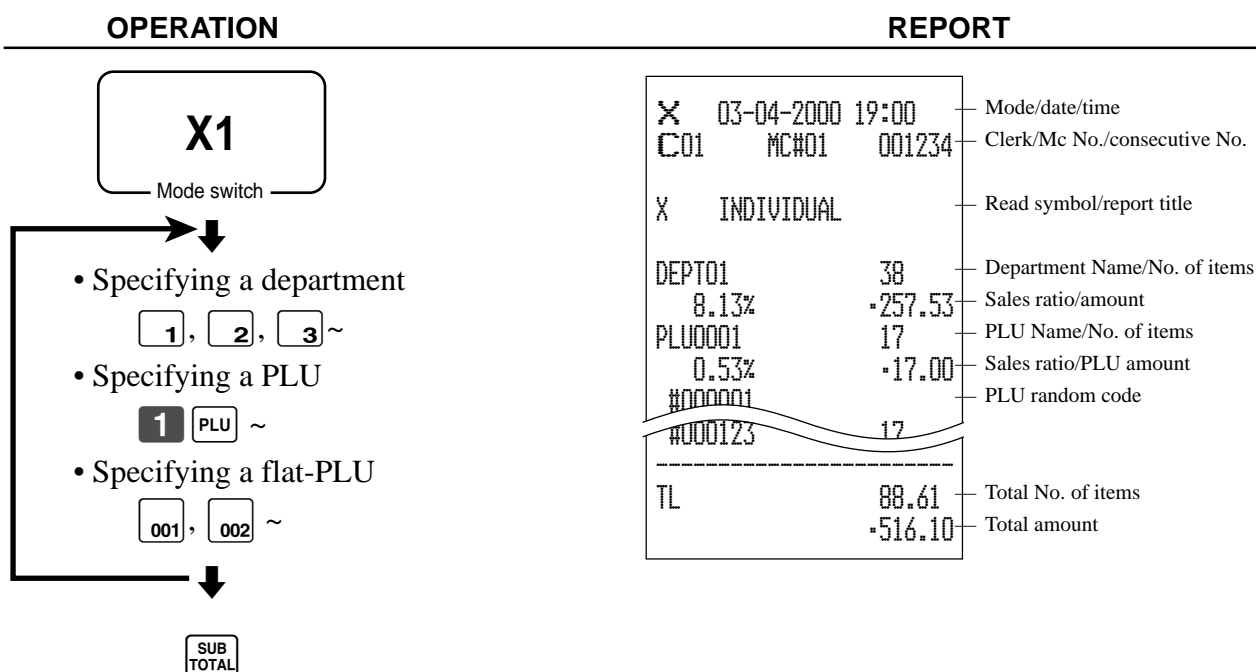 OPERATION
REPORT
X1
Mode switch
• Specifying a department
1, 2, 3~
• Specifying a PLU
1 PLU ~
• Specifying a flat-PLU
001, 002 ~
SUB
TOTAL
X 03-04-2000 19:00 Mode/date/time
C01 MC#01 001234 Clerk/Mc No./consecutive No.
X INDIVIDUAL Read symbol/report title
DEPT01 38 Department Name/No. of items
8.13% •257.53 Sales ratio/amount
PLU0001 17 PLU Name/No. of items
0.53% •17.00 Sales ratio/PLU amount
#000001 PLU random code
#000123 17
TL 88.61 Total No. of items
•516.10 Total amount